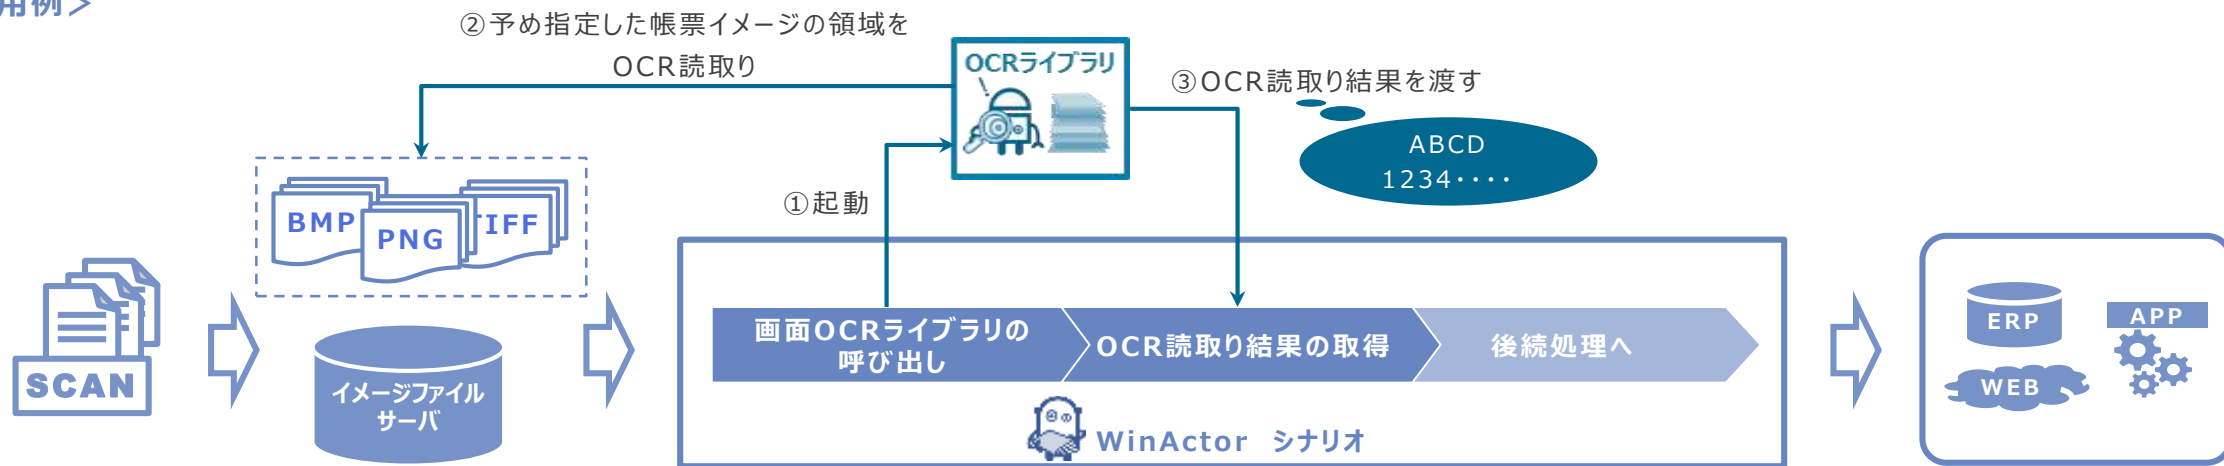 用例＞
②予め指定した帳票イメージの領域を
OCR読取り
OCRライブラリ
③OCR読取り結果を渡す
ABCD
1234・・・・
①起動
BMP
PNG
TIFF
SCAN
イメージファイル
サーバ
画面OCRライブラリの
呼び出し
OCR読取り結果の取得
後続処理へ
WinActor シナリオ
ERP
APP
WEB